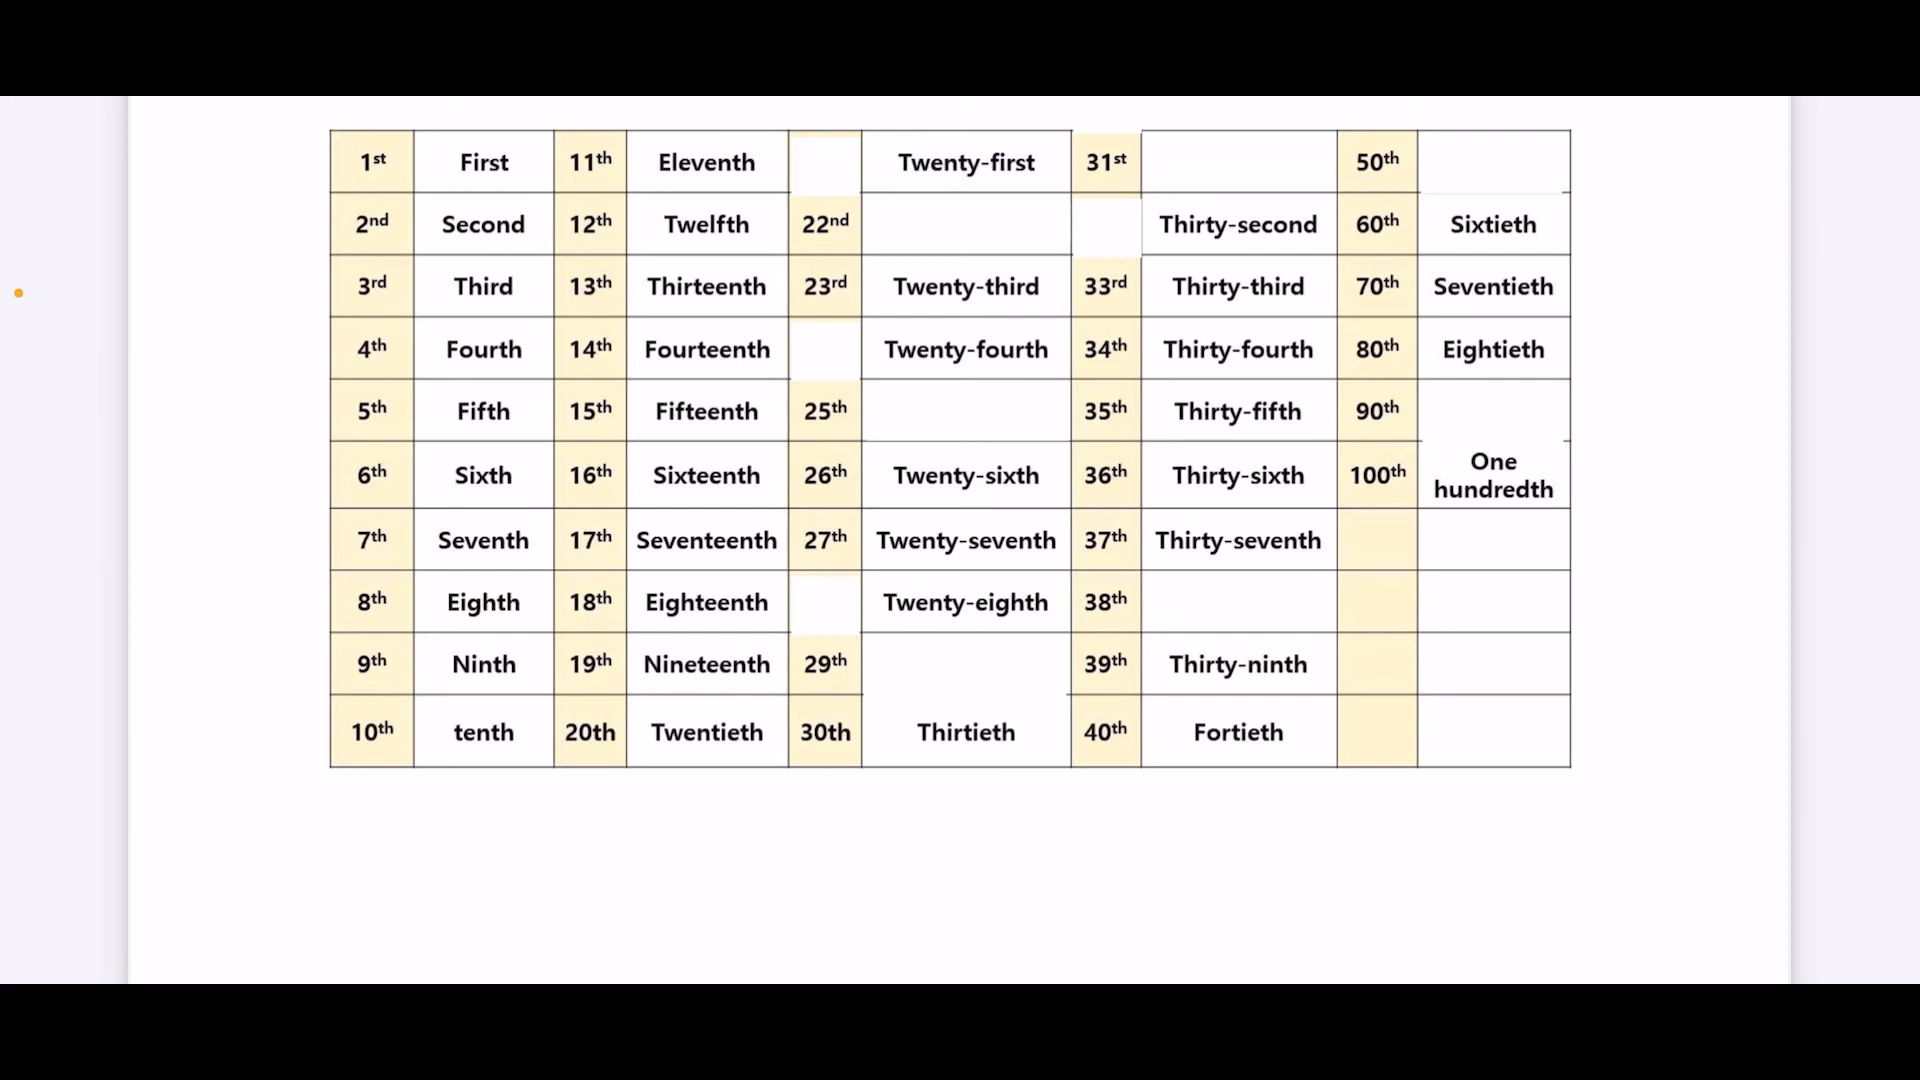 1st First 11th Eleventh Twenty-first 31st 50th
2nd Second 12th Twelfth 22nd Thirty-second 60th Sixtieth
3rd Third 13th Thirteenth 23rd Twenty-third 33rd Thirty-third 70th Seventieth
4th Fourth 14th Fourteenth Twenty-fourth 34th Thirty-fourth 80th Eightieth
5th Fifth 15th Fifteenth 25th 35th Thirty-fifth 90th
6th Sixth 16th Sixteenth 26th Twenty-sixth 36th Thirty-sixth 100th One hundredth
7th Seventh 17th Seventeenth 27th Twenty-seventh 37th Thirty-seventh
8th Eighth 18th Eighteenth Twenty-eighth 38th
9th Ninth 19th Nineteenth 29th 39th Thirty-ninth
10th tenth 20th Twentieth 30th Thirtieth 40th Fortieth